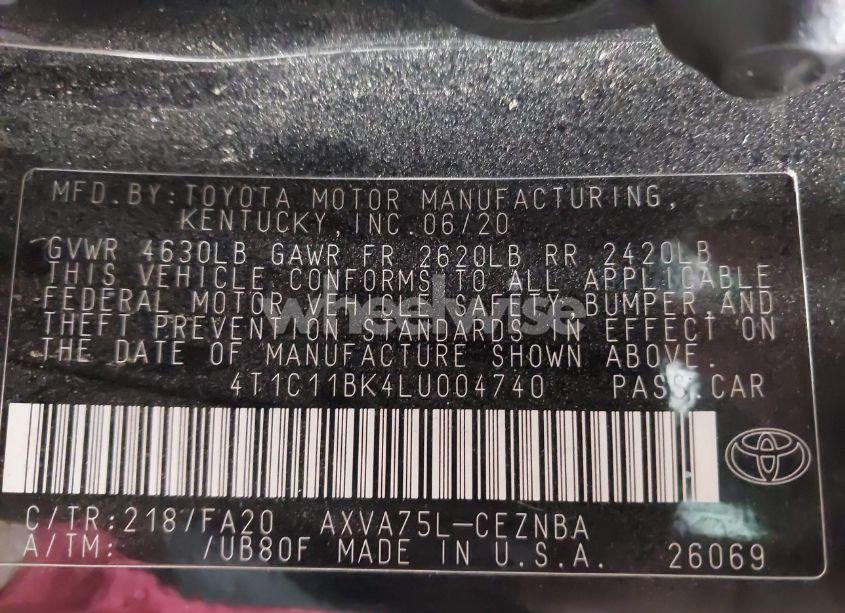 MFD.BY:TOYOTA MOTOR MANUFACTURING,
KENTUCKY,INC.06/20
GVWR 4630LB GAWR FR 2620LB RR 2420LB
THIS VEHICLE CONFORMS TO ALL APPLICABLE
FEDERAL MOTOR VEHICLE SAFETY,BUMPER,AND
THEFT PREVENTION STANDARDS IN EFFECT ON
THE DATE OF MANUFACTURE SHOWN ABOVE.
wheelwise
4T1C11BK4LU004740 PASS.CAR
C/TR:218/FA20 AXVA75L-CEZNBA
A/TM: /UB80F MADE IN U.S.A. 26069